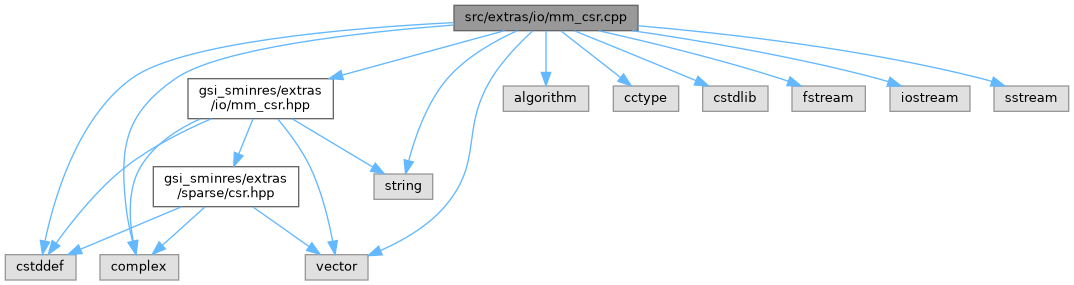 src/extras/io/mm_csr.cpp
gsi_sminres/extras
/io/mm_csr.hpp
algorithm
cctype
cstdlib
fstream
iostream
sstream
gsi_sminres/extras
/sparse/csr.hpp
string
cstddef
complex
vector